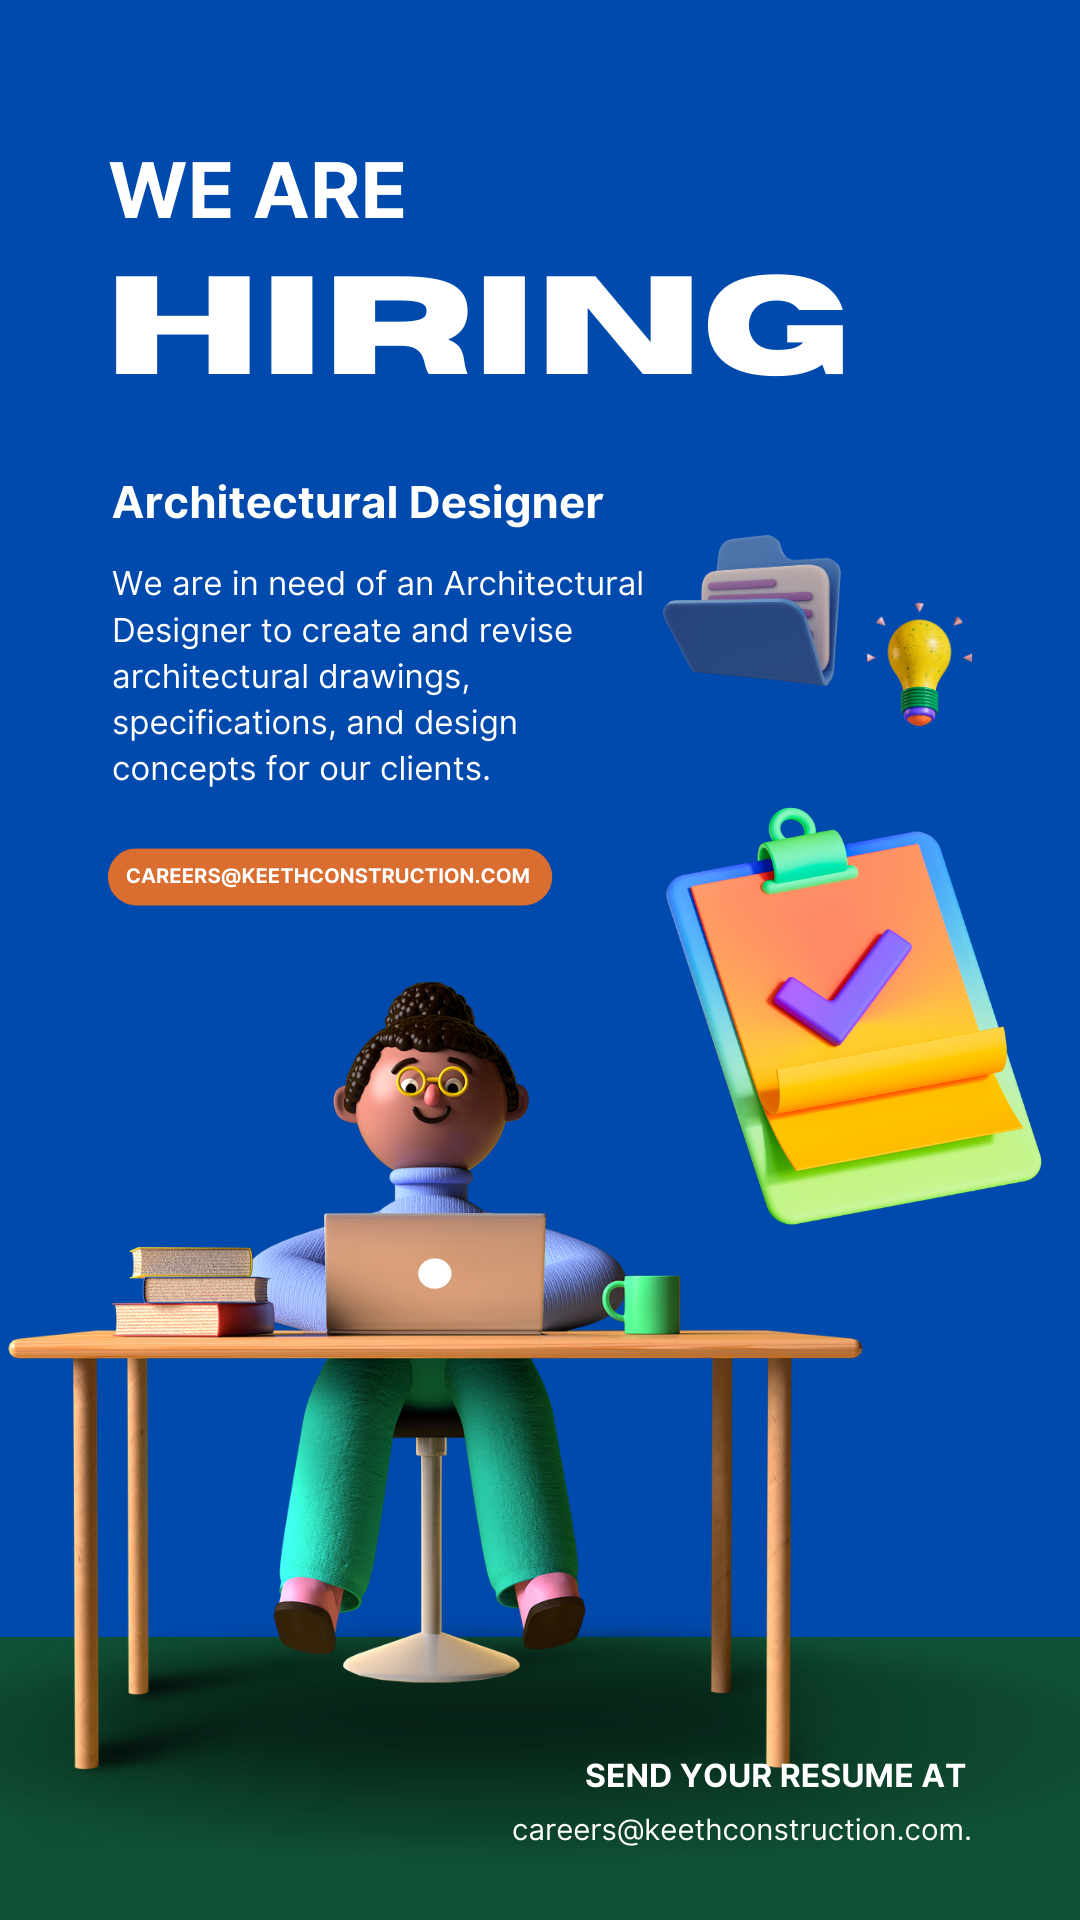 WE ARE
HIRING
Architectural Designer
We are in need of an Architectural
Designer to create and revise
architectural drawings,
specifications, and design
concepts for our clients.
CAREERS@KEETHCONSTRUCTION.COM
SEND YOUR RESUME AT
careers@keethconstruction.com.